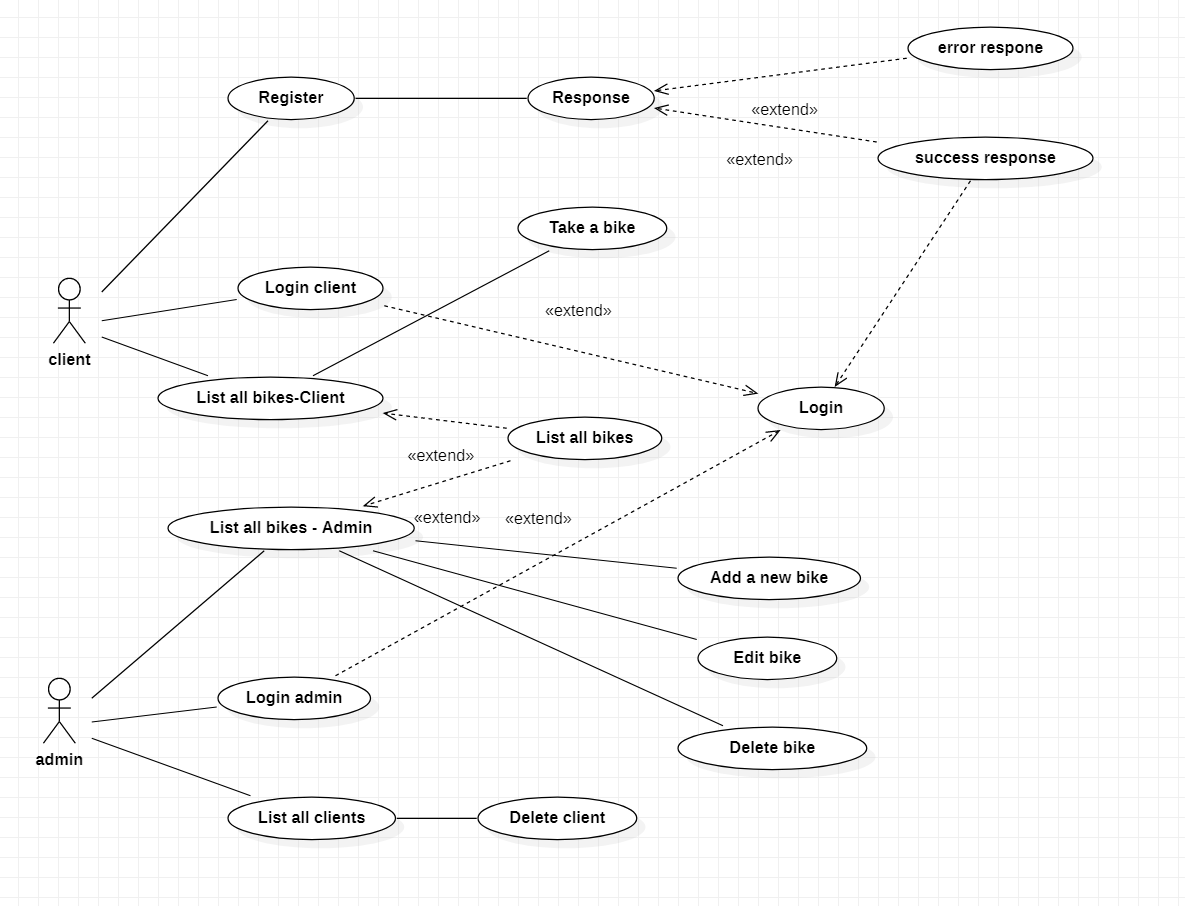 error respone
Register
Response
«extend»
success response
«extend»
Take a bike
Login client
«extend»
client
List all bikes-Client
Login
List all bikes
«extend»
List all bikes - Admin
«extend»
«extend»
Add a new bike
Edit bike
Login admin
Delete bike
admin
List all clients
Delete client